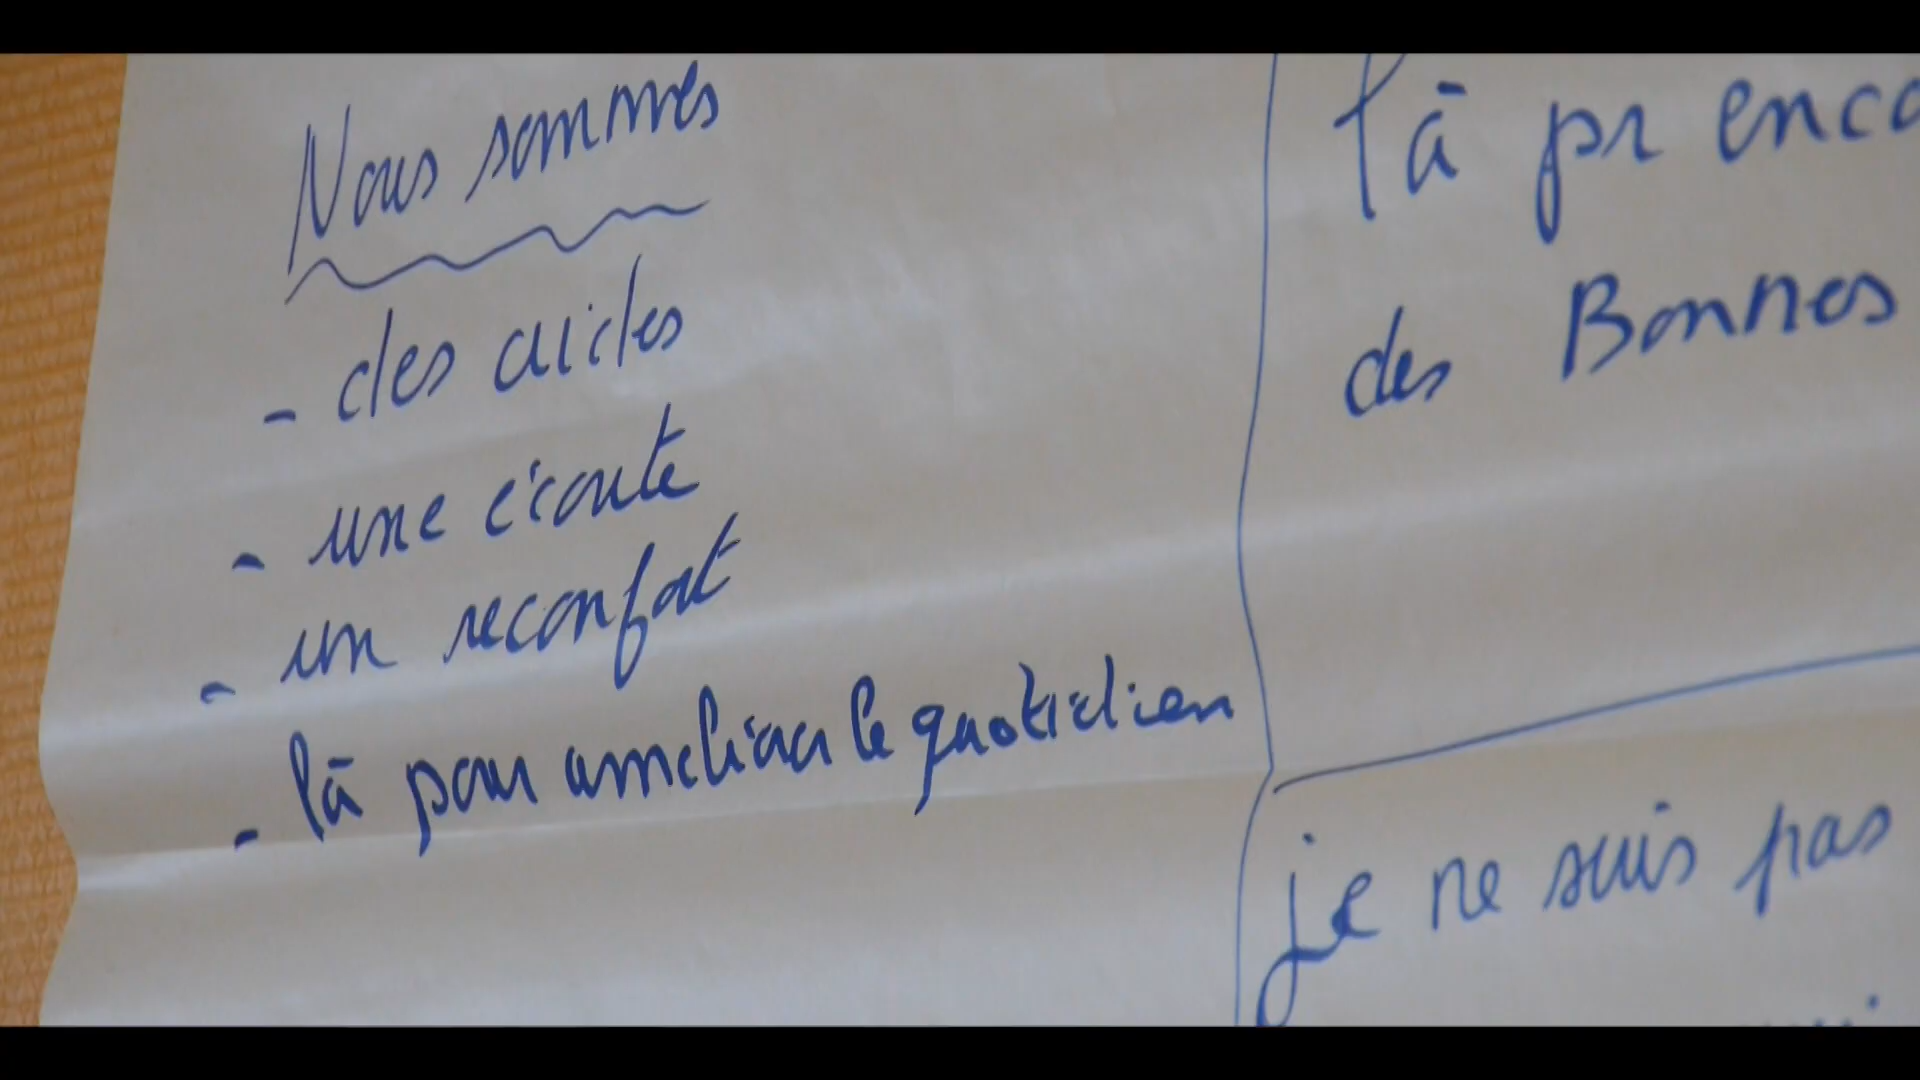 Nous sommes
- des aides
- une écoute
- un reconfort
- là pour améliorer le quotidien
là pr enco
des Bonnes
je ne suis pas